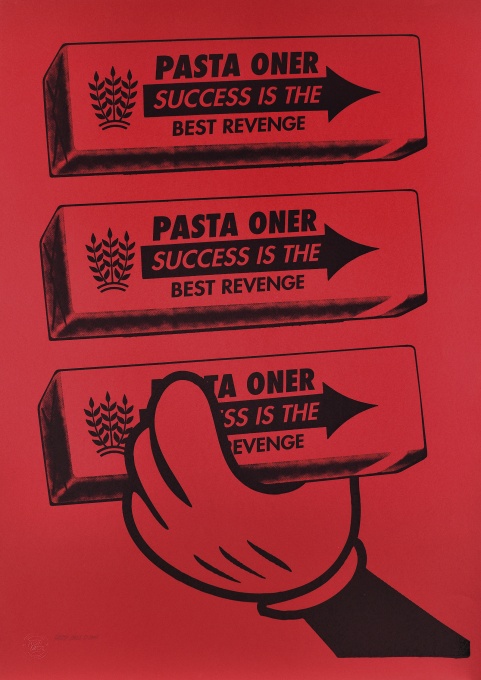 PASTA ONER
SUCCESS IS THE
BEST REVENGE
PASTA ONER
SUCCESS IS THE
BEST REVENGE
TA ONER
SS IS THE
EVENGE